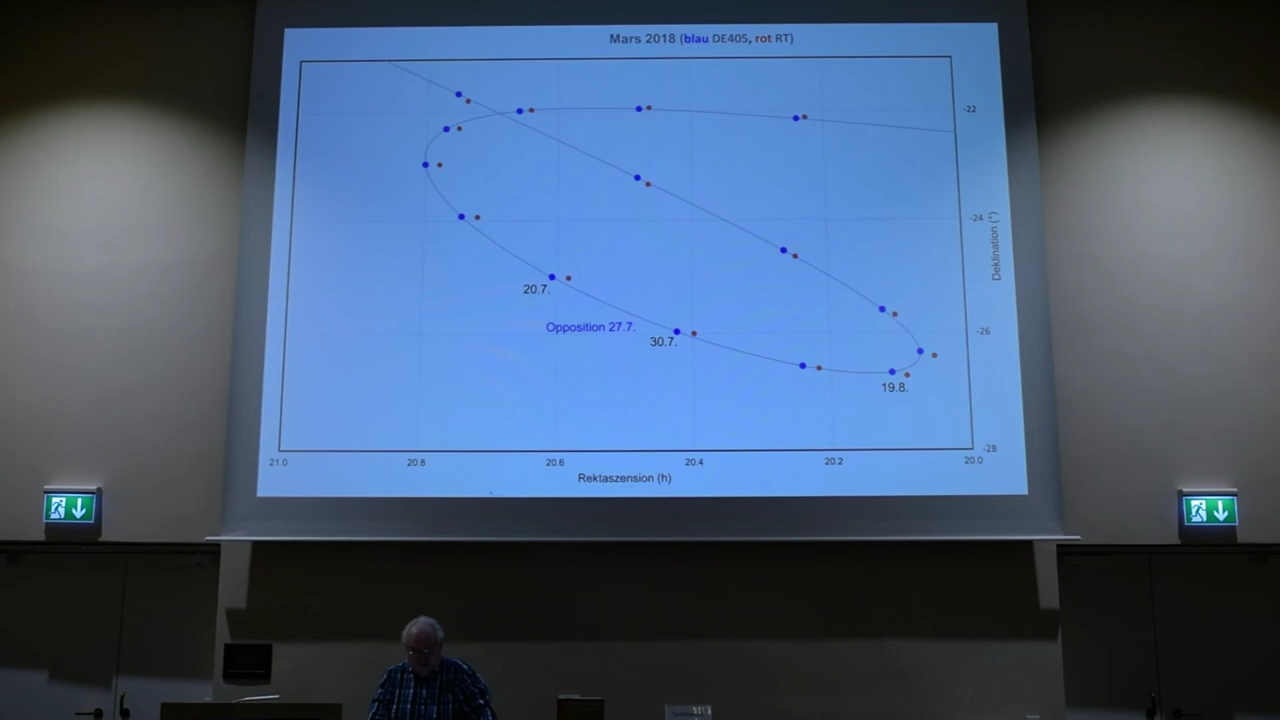 Mars 2018 (blau DE405, rot RT)
-22
-24
Deklination (°)
-26
-28
20.7.
Opposition 27.7.
30.7.
19.8.
21.0 20.8 20.6 20.4 20.2 20.0
Rektaszension (h)